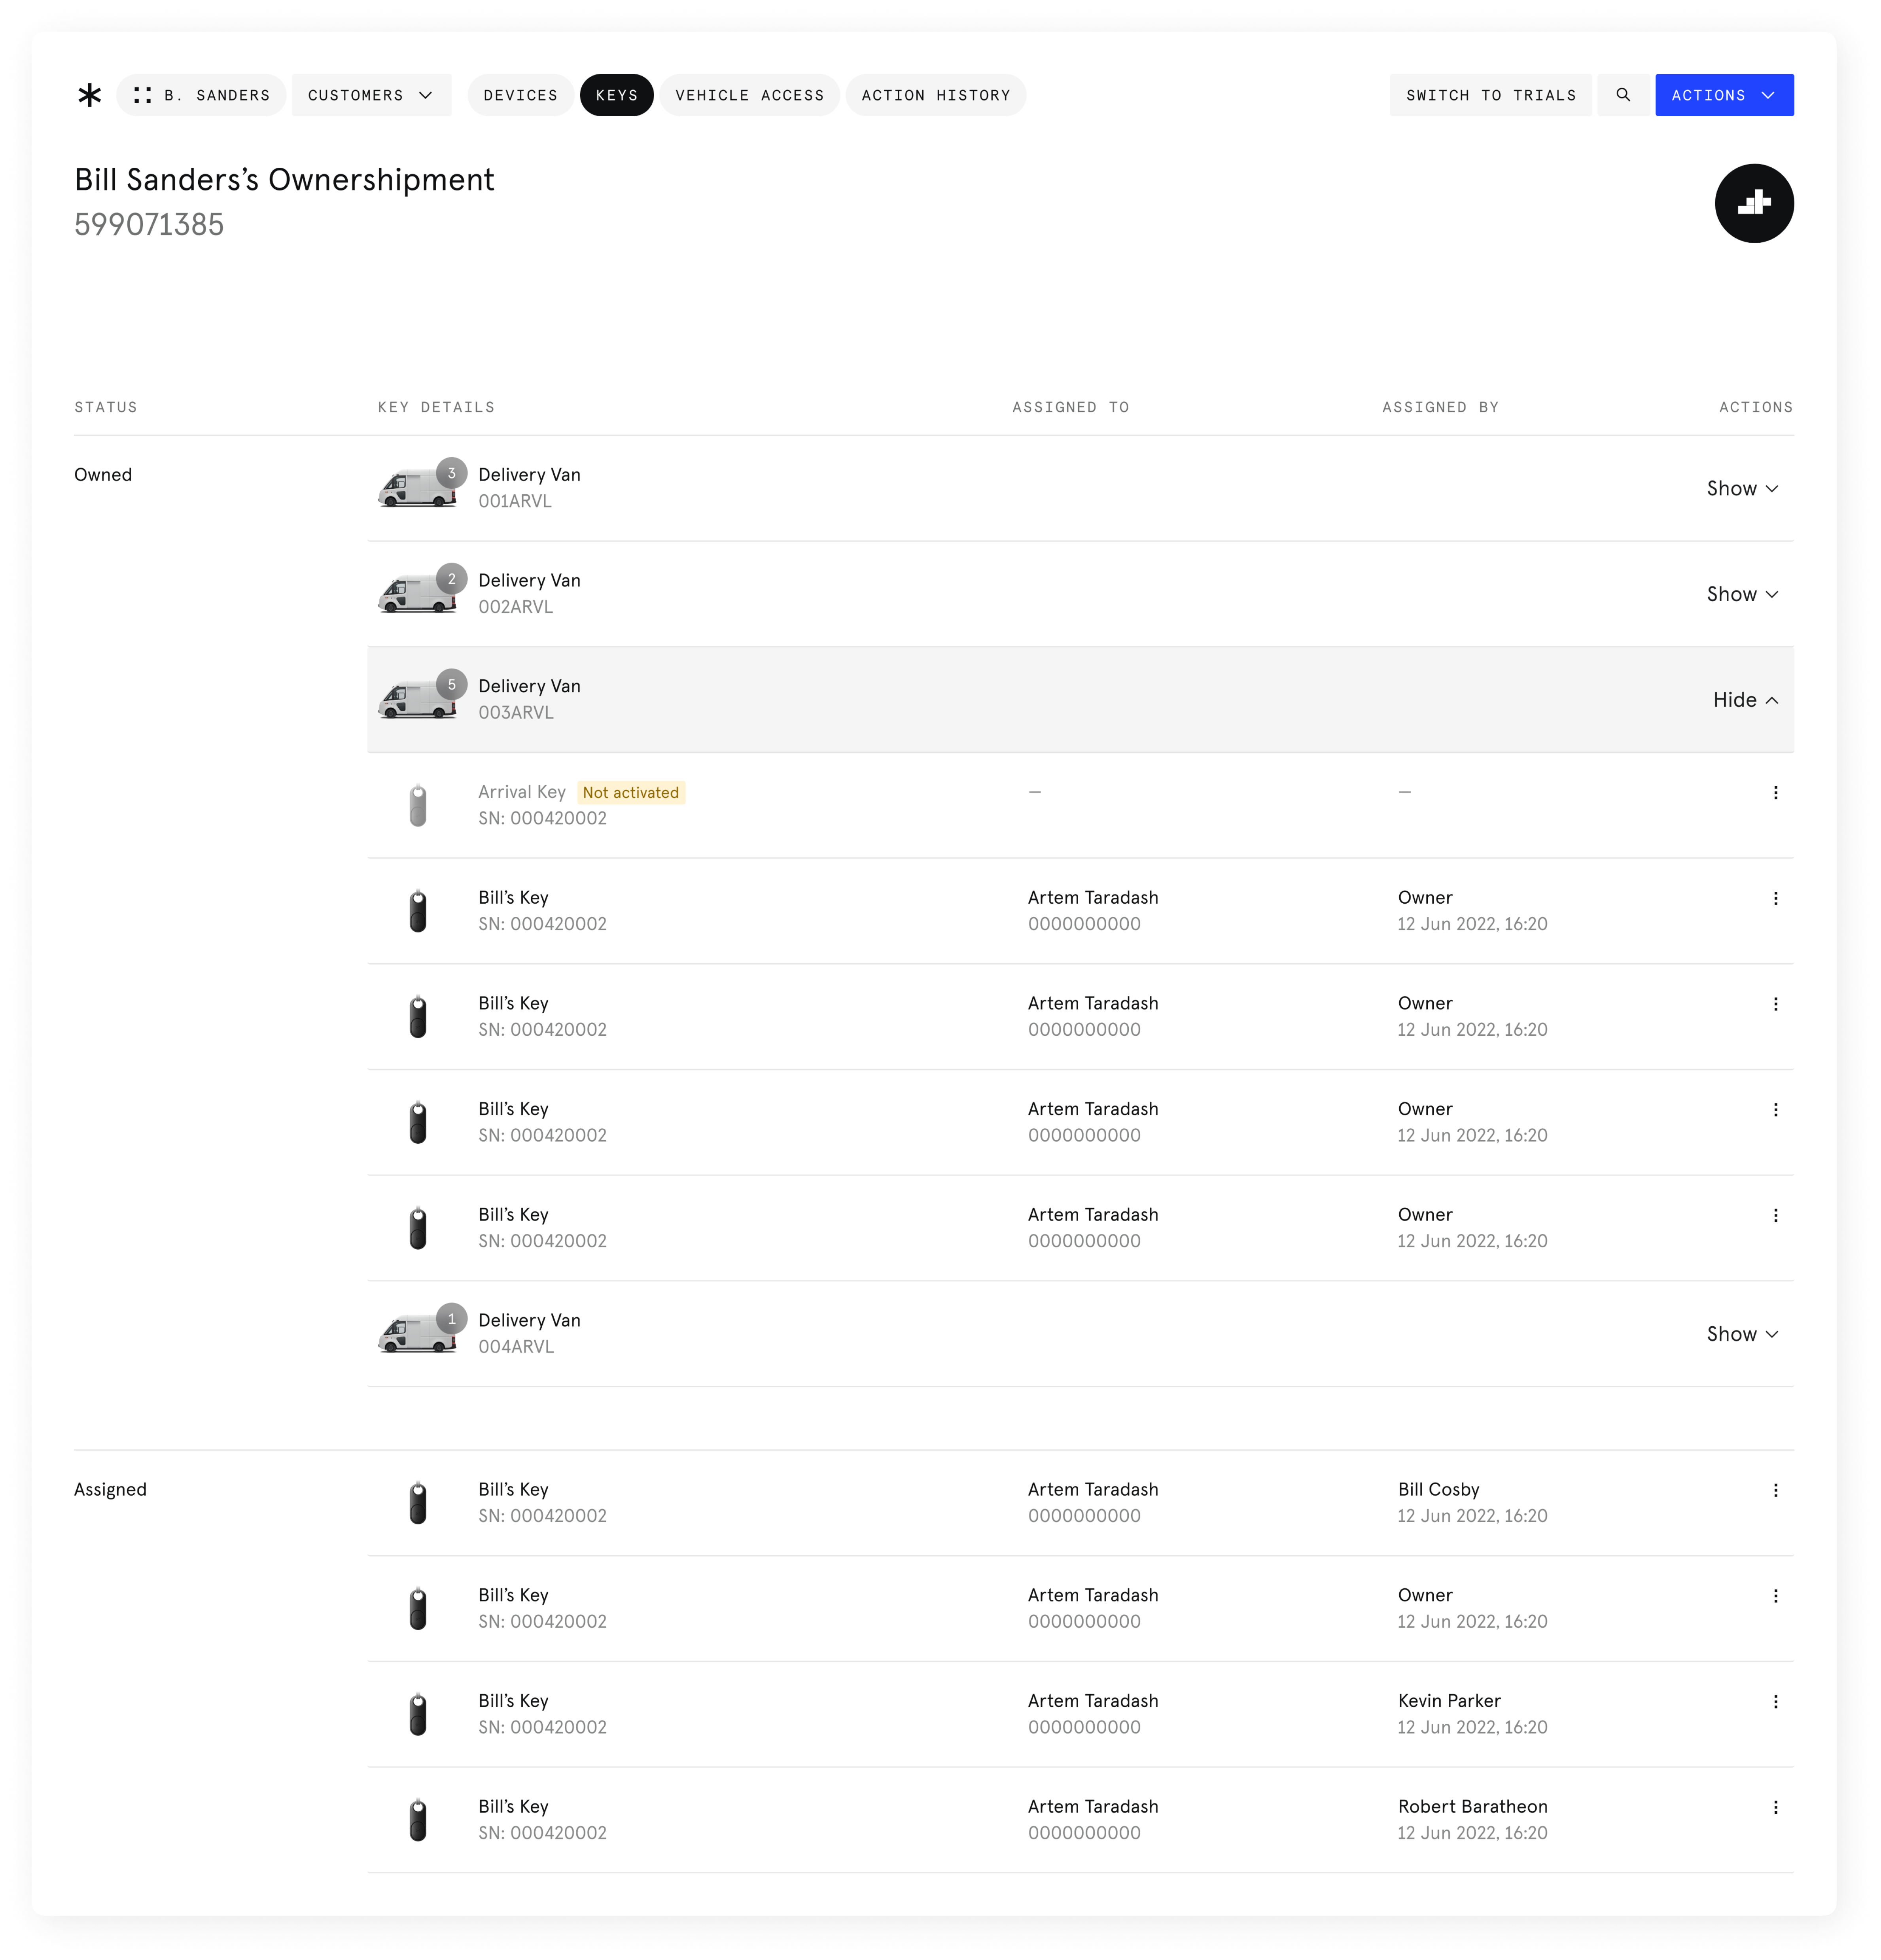 B. SANDERS CUSTOMERS DEVICES KEYS VEHICLE ACCESS ACTION HISTORY SWITCH TO TRIALS ACTIONS
Bill Sanders’s Ownershipment
599071385
STATUS KEY DETAILS ASSIGNED TO ASSIGNED BY ACTIONS
Owned 3 Delivery Van Show
001ARVL
2 Delivery Van Show
002ARVL
5 Delivery Van Hide
003ARVL
Arrival Key Not activated — —
SN: 000420002
Bill’s Key Artem Taradash Owner
SN: 000420002 0000000000 12 Jun 2022, 16:20
Bill’s Key Artem Taradash Owner
SN: 000420002 0000000000 12 Jun 2022, 16:20
Bill’s Key Artem Taradash Owner
SN: 000420002 0000000000 12 Jun 2022, 16:20
Bill’s Key Artem Taradash Owner
SN: 000420002 0000000000 12 Jun 2022, 16:20
1 Delivery Van Show
004ARVL
Assigned Bill’s Key Artem Taradash Bill Cosby
SN: 000420002 0000000000 12 Jun 2022, 16:20
Bill’s Key Artem Taradash Owner
SN: 000420002 0000000000 12 Jun 2022, 16:20
Bill’s Key Artem Taradash Kevin Parker
SN: 000420002 0000000000 12 Jun 2022, 16:20
Bill’s Key Artem Taradash Robert Baratheon
SN: 000420002 0000000000 12 Jun 2022, 16:20